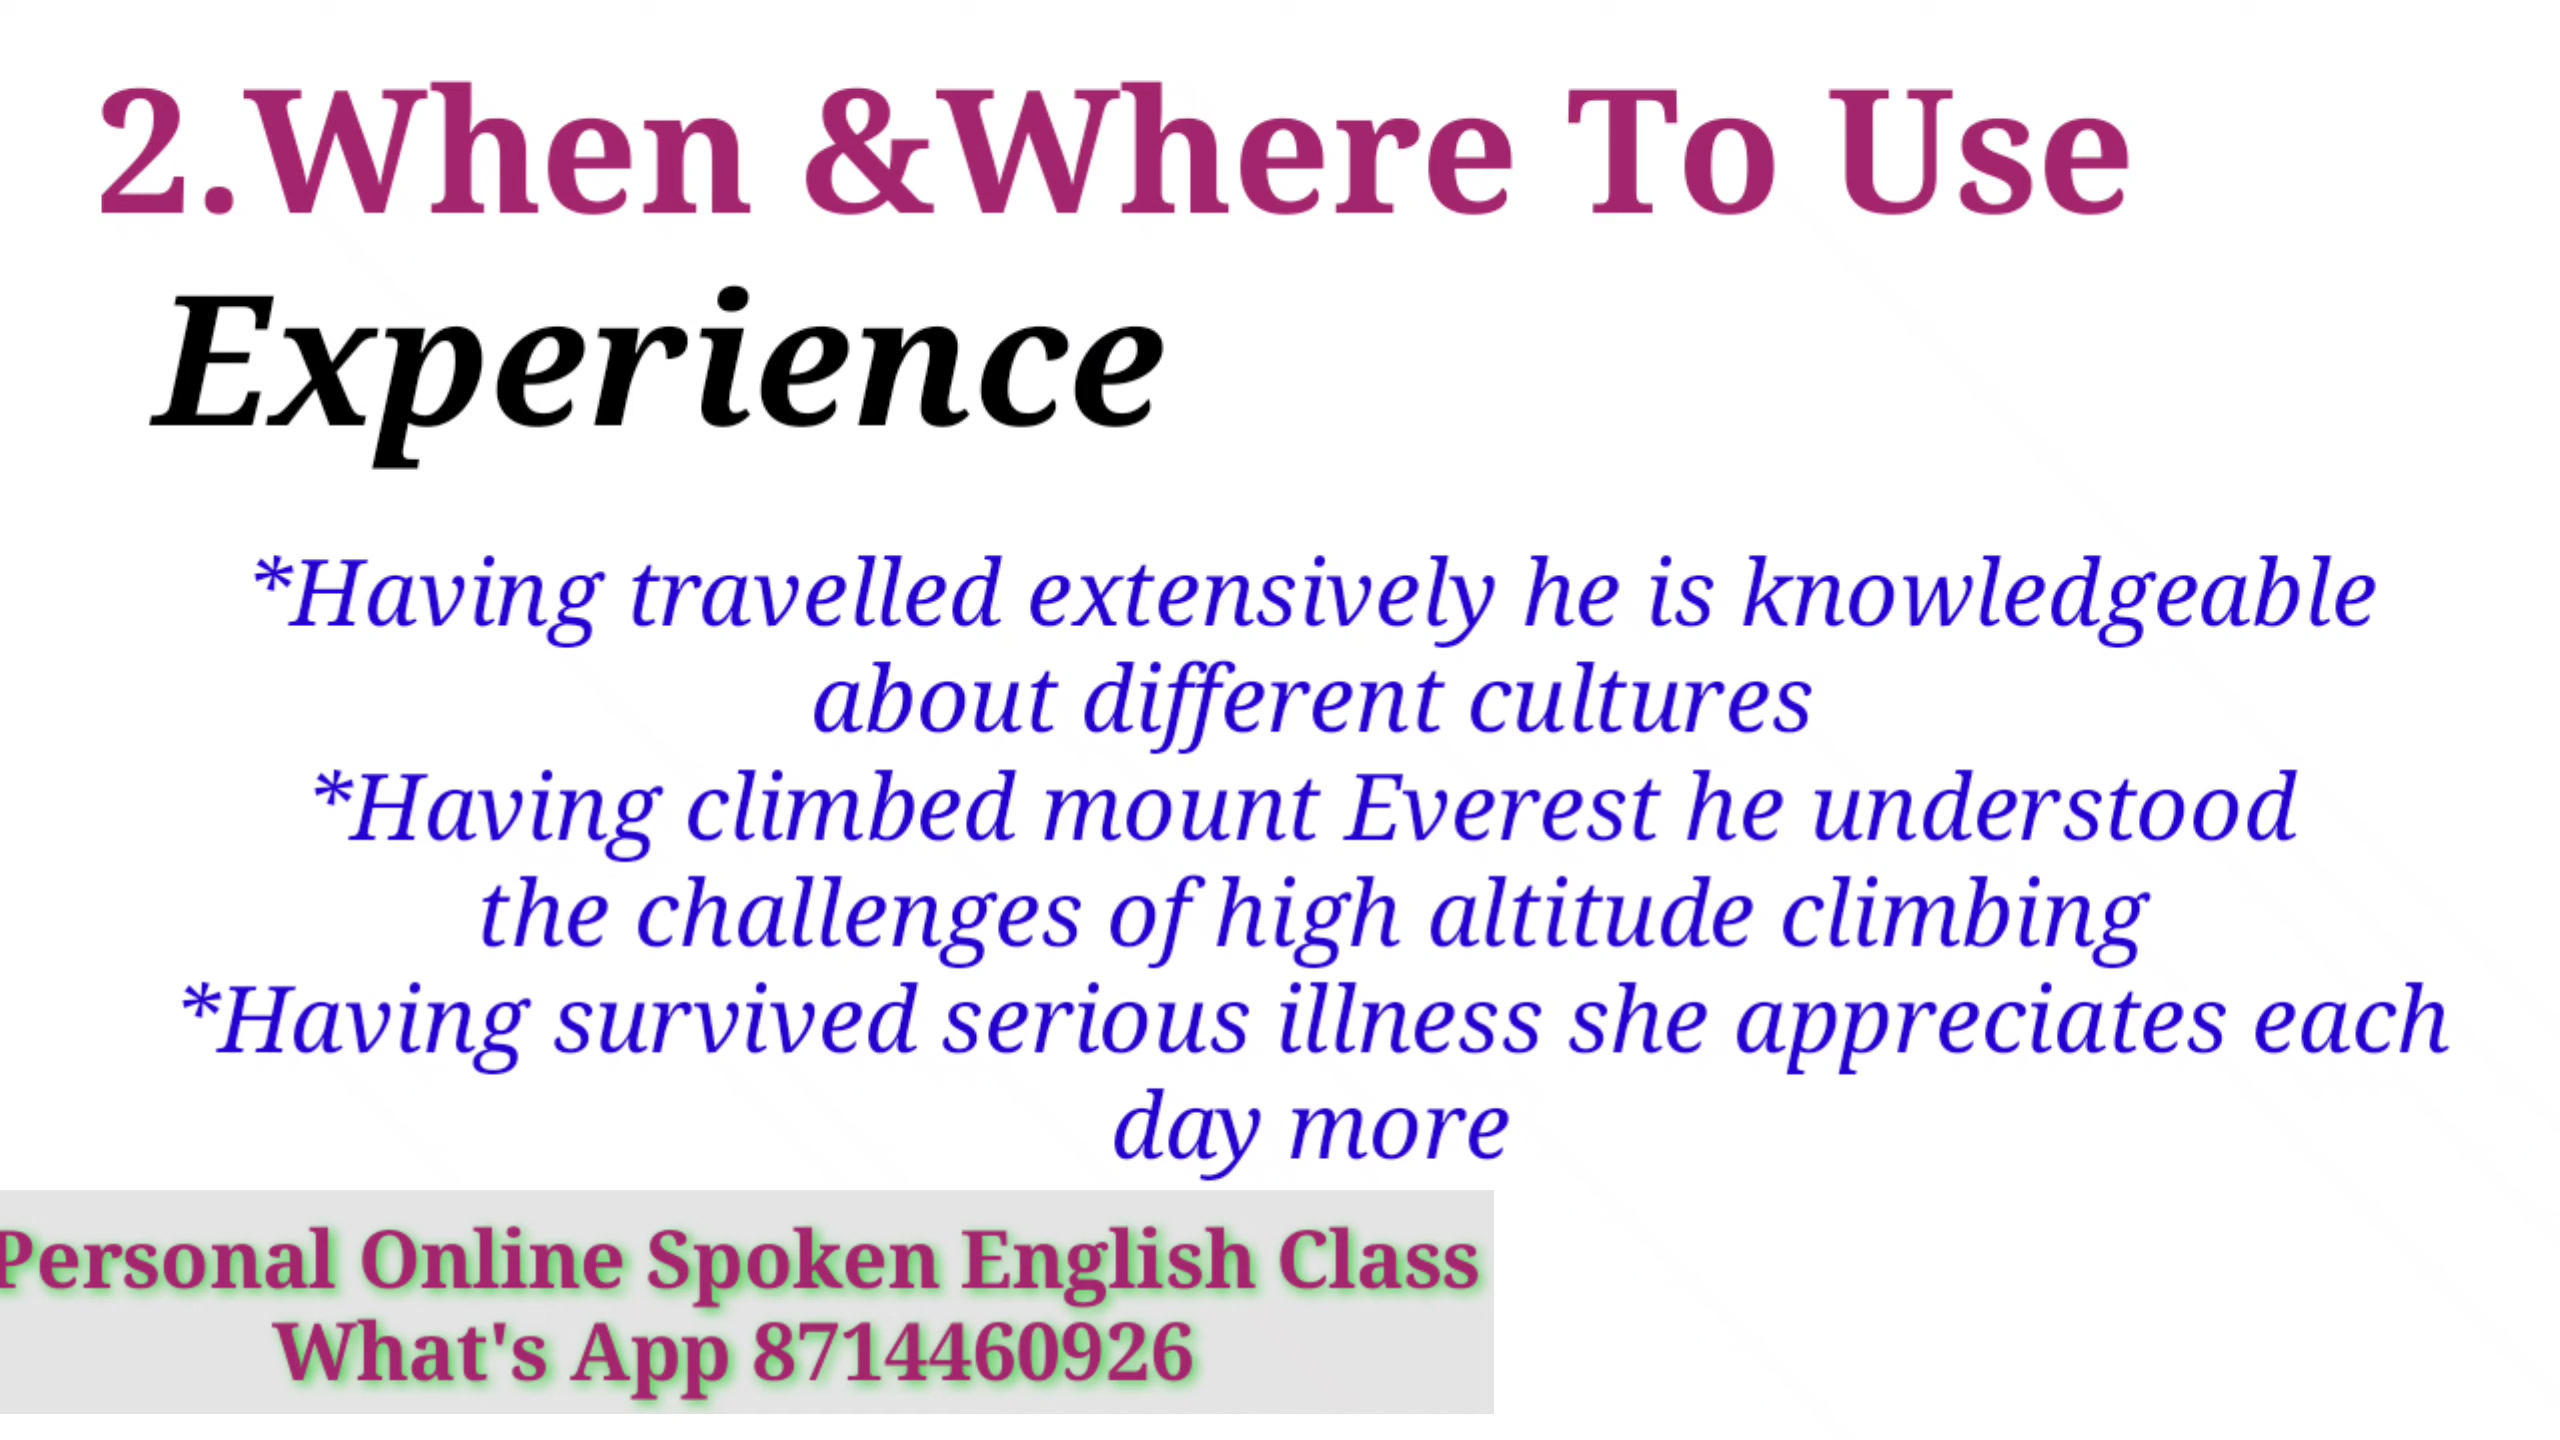 2.When &Where To Use
Experience
*Having travelled extensively he is knowledgeable
about different cultures
*Having climbed mount Everest he understood
the challenges of high altitude climbing
*Having survived serious illness she appreciates each
day more
Personal Online Spoken English Class
What's App 8714460926